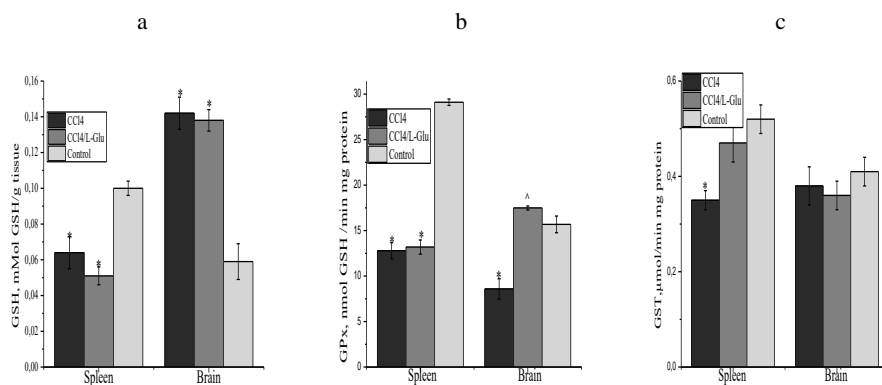 a
b
c
GSH, mMol GSH/g tissue
0,16
0,14
0,12
0,10
0,08
0,06
0,04
0,02
0,00
CCl4
CCl4/L-Glu
Control
*
*
*
*
Spleen
Brain
GPx, nmol GSH /min mg protein
30
25
20
15
10
5
0
CCl4
CCl4/L-Glu
Control
*
*
*
^
Spleen
Brain
GST,µmol/min mg protein
0,6
0,4
0,2
0,0
CCl4
CCl4/L-Glu
Control
*
Spleen
Brain